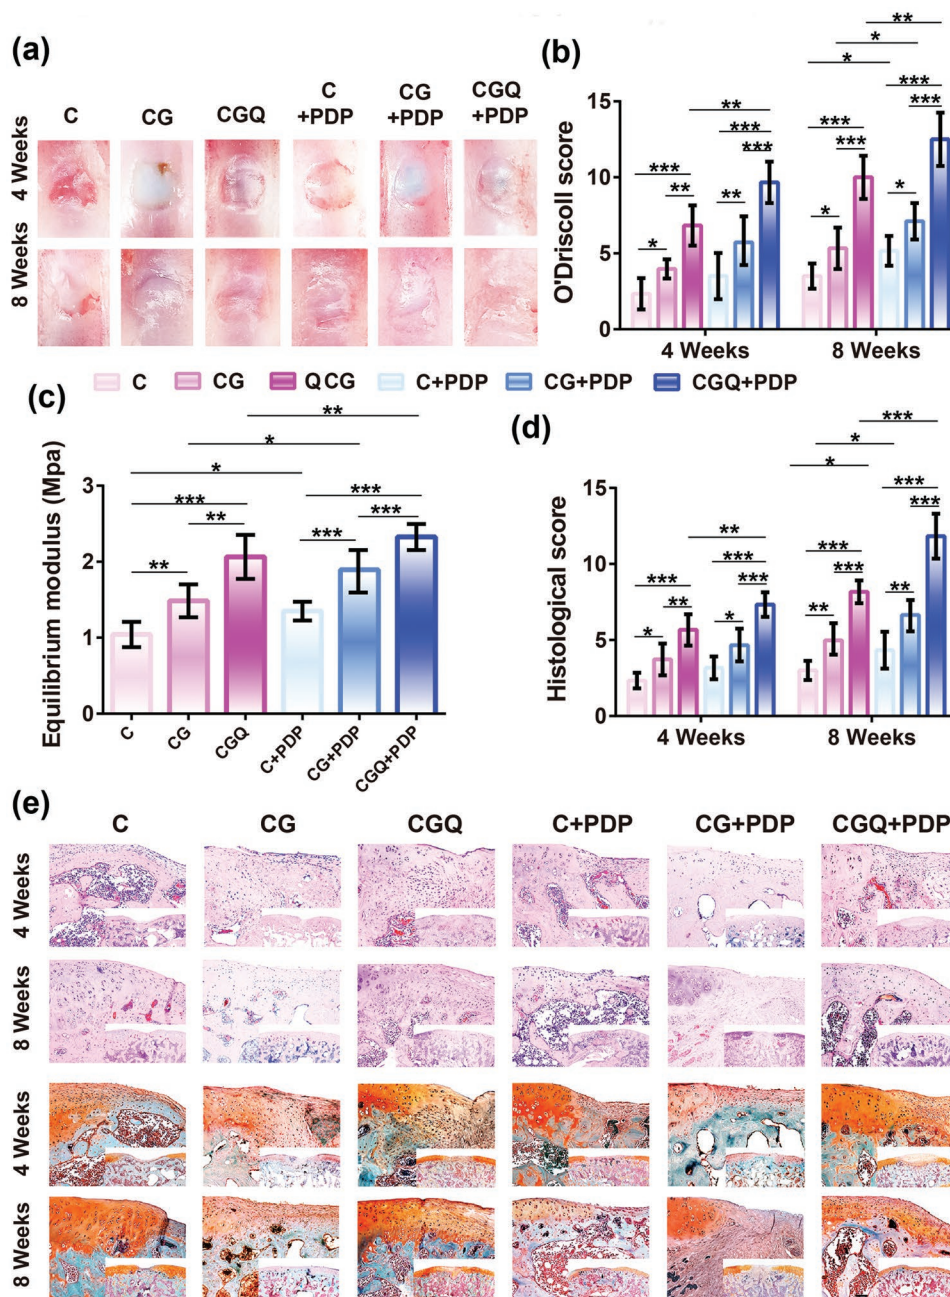 (a)
C
CG
CGQ
C
+PDP
CG
+PDP
CGQ
+PDP
4 Weeks
8 Weeks
(b)
O'Driscoll score
15
10
5
0
* *** ** ** *** *** **
* *** *** * *** *** * * **
4 Weeks
8 Weeks
C
CG
QCG
C+PDP
CG+PDP
CGQ+PDP
(c)
Equilibrium modulus (Mpa)
3
2
1
0
**
*
*
*** ***
** ***
** ***
C
CG
CGQ
C+PDP
CG+PDP
CGQ+PDP
(d)
Histological score
15
10
5
0
* *** ** * *** *** **
** *** *** ** *** *** * * ***
4 Weeks
8 Weeks
(e)
C
CG
CGQ
C+PDP
CG+PDP
CGQ+PDP
4 Weeks
8 Weeks
4 Weeks
8 Weeks